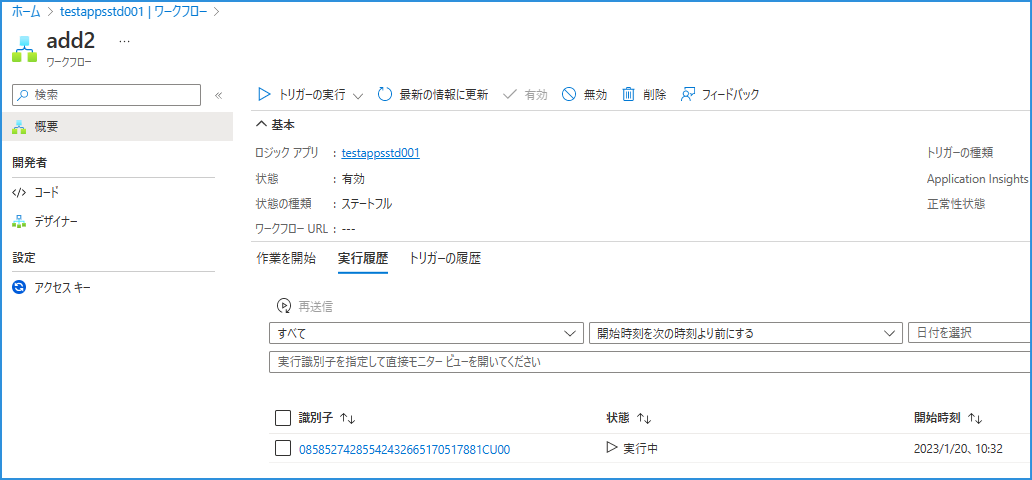 ホーム > testappsstd001 | ワークフロー >
add2 …
ワークフロー
検索 «
トリガーの実行 最新の情報に更新 有効 無効 削除 フィードバック
概要
開発者
コード
デザイナー
設定
アクセス キー
基本
ロジック アプリ : testappsstd001
トリガーの種類
状態 : 有効
Application Insights
状態の種類 : ステートフル
正常性状態
ワークフロー URL : ---
作業を開始 実行履歴 トリガーの履歴
再送信
すべて 開始時刻を次の時刻より前にする 日付を選択
実行識別子を指定して直接モニター ビューを開いてください
識別子 ↑↓ 状態 ↑↓ 開始時刻 ↑↓
08585274285542432665170517881CU00 実行中 2023/1/20、10:32